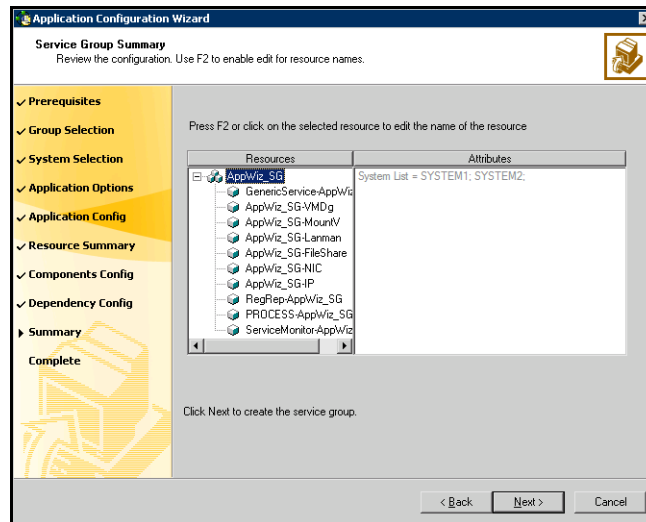 Application Configuration Wizard
Service Group Summary
Review the configuration. Use F2 to enable edit for resource names.
Prerequisites
Group Selection
System Selection
Application Options
Application Config
Resource Summary
Components Config
Dependency Config
Summary
Complete
Press F2 or click on the selected resource to edit the name of the resource
Resources Attributes
AppWiz_SG System List = SYSTEM1; SYSTEM2;
GenericService-AppWiz
AppWiz_SG-VMDg
AppWiz_SG-MountV
AppWiz_SG-Lanman
AppWiz_SG-FileShare
AppWiz_SG-NIC
AppWiz_SG-IP
RegRep-AppWiz_SG
PROCESS-AppWiz_SG
ServiceMonitor-AppWiz
Click Next to create the service group.
< Back Next > Cancel